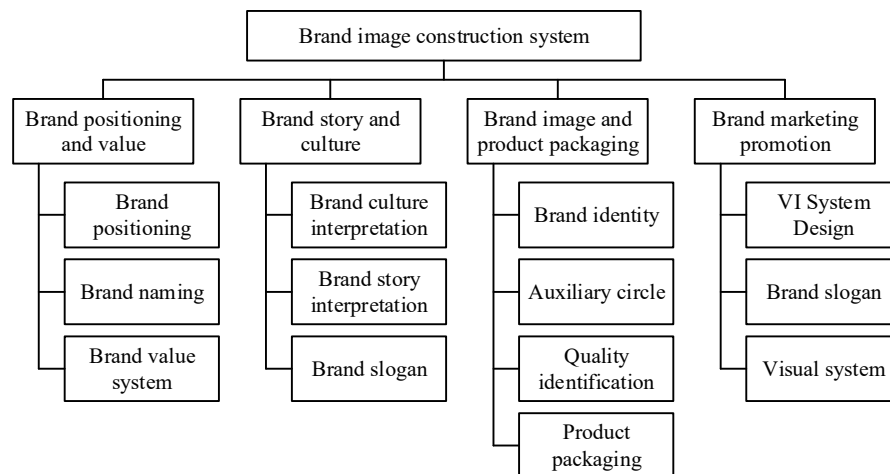 Brand image construction system
Brand positioning
and value
Brand story and
culture
Brand image and
product packaging
Brand marketing
promotion
Brand
positioning
Brand naming
Brand value
system
Brand culture
interpretation
Brand story
interpretation
Brand slogan
Brand identity
Auxiliary circle
Quality
identification
Product
packaging
VI System
Design
Brand slogan
Visual system